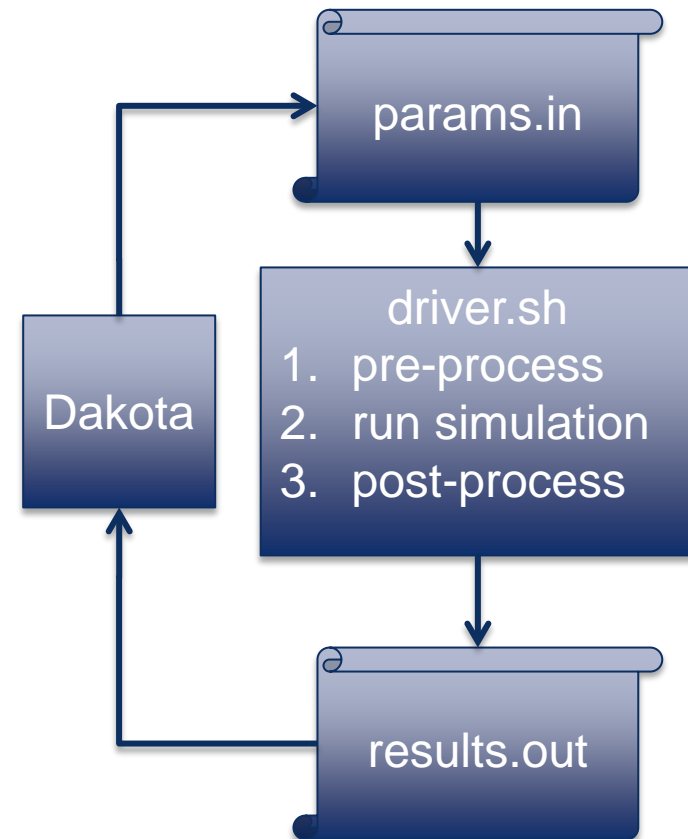 params.in
driver.sh
1. pre-process
2. run simulation
3. post-process
Dakota
results.out